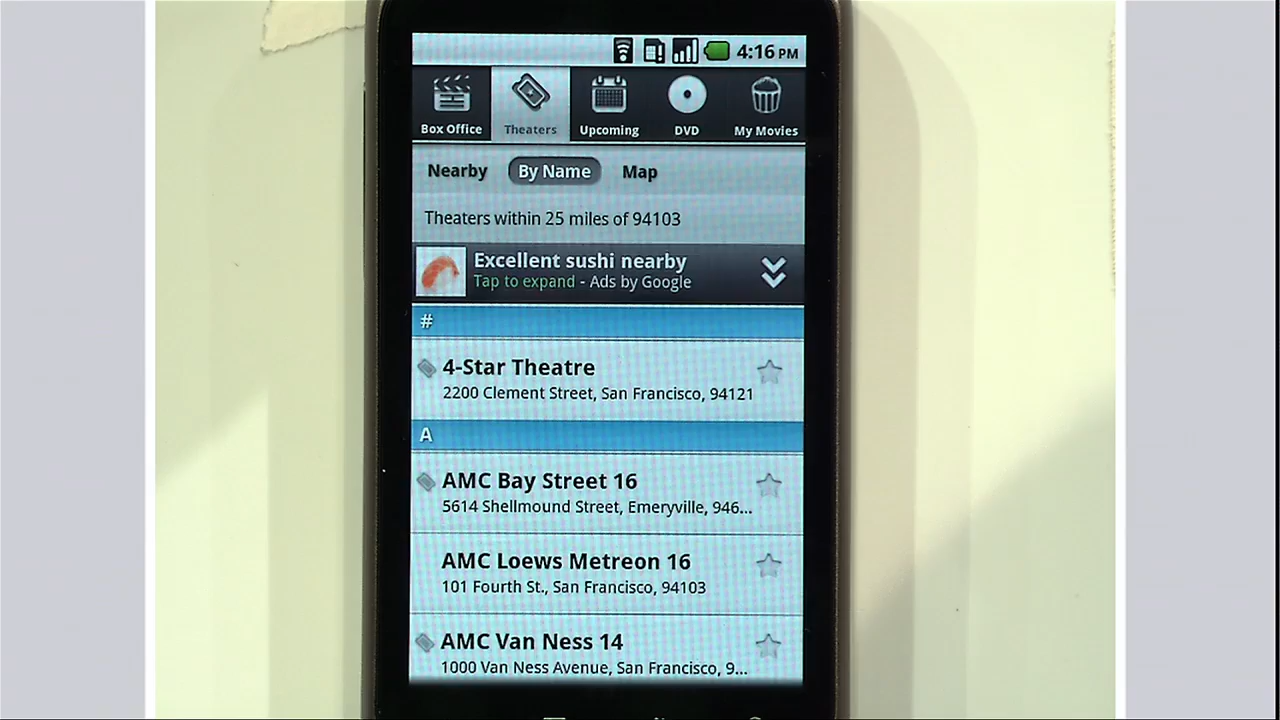 4:16 PM
Box Office
Theaters
Upcoming
DVD
My Movies
Nearby
By Name
Map
Theaters within 25 miles of 94103
Excellent sushi nearby
Tap to expand - Ads by Google
#
4-Star Theatre
2200 Clement Street, San Francisco, 94121
A
AMC Bay Street 16
5614 Shellmound Street, Emeryville, 946...
AMC Loews Metreon 16
101 Fourth St., San Francisco, 94103
AMC Van Ness 14
1000 Van Ness Avenue, San Francisco, 9...